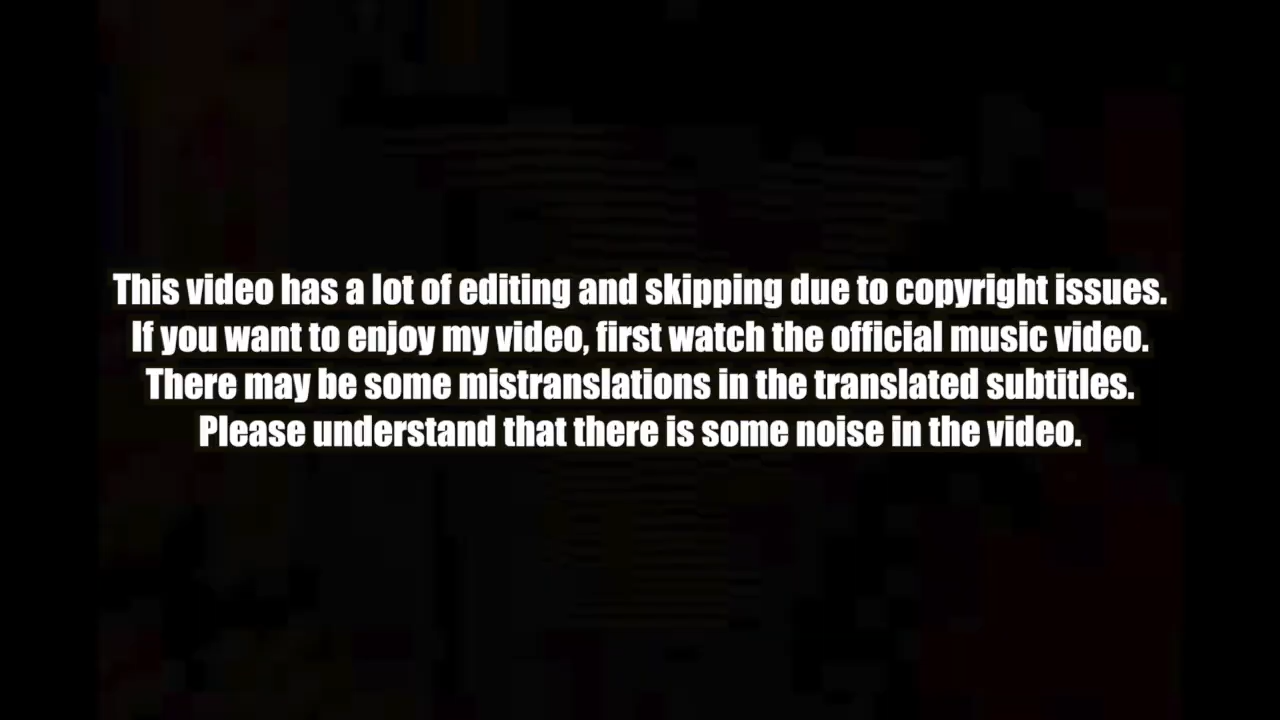 This video has a lot of editing and skipping due to copyright issues.
If you want to enjoy my video, first watch the official music video.
There may be some mistranslations in the translated subtitles.
Please understand that there is some noise in the video.